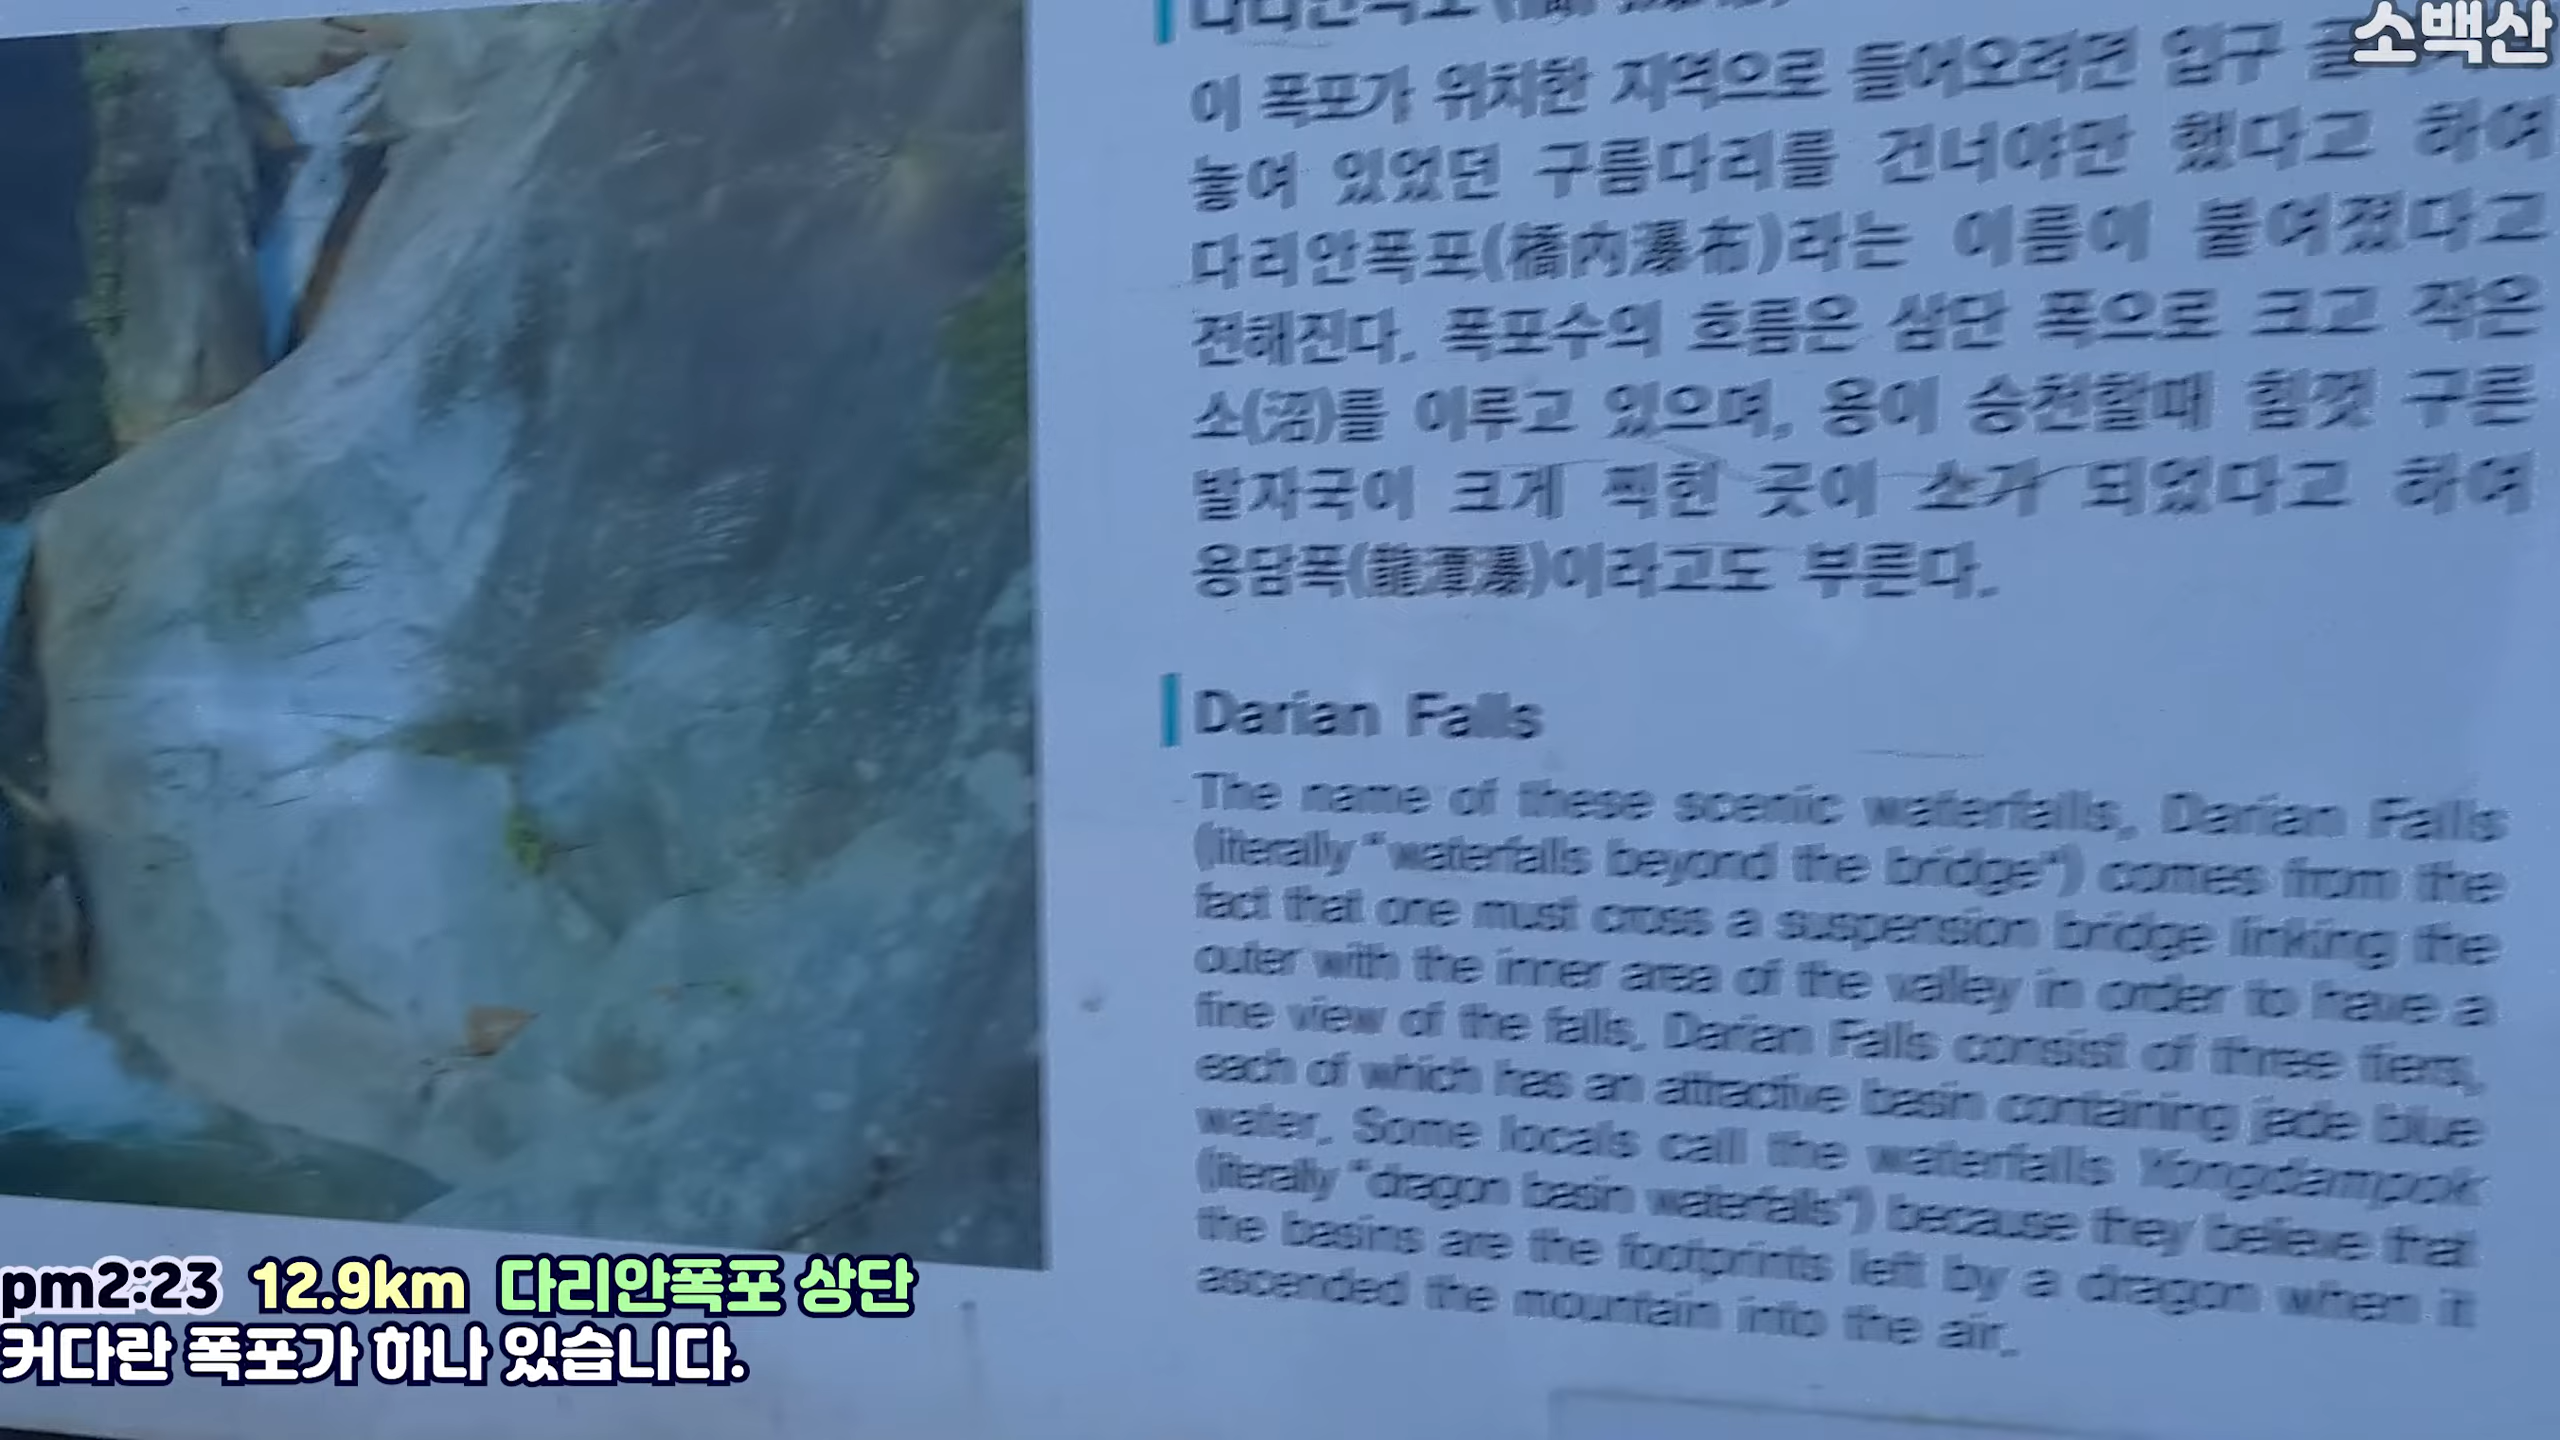 소백산
다리안폭포
이 폭포가 위치한 지역으로 들어오려면 입구
놓여 있었던 구름다리를 건너야만 했다고 하여
다리안폭포(橋內瀑布)라는 이름이 붙여졌다고
전해진다. 폭포수의 흐름은 삼단 폭으로 크고 작은
소(沼)를 이루고 있으며, 용이 승천할때 힘껏 구른
발자국이 크게 찍힌 곳이 소가 되었다고 하여
용담폭(龍潭瀑)이라고도 부른다.
Darian Falls
The name of these scenic waterfalls, Darian Falls
(literally "waterfalls beyond the bridge") comes from the
fact that one must cross a suspension bridge linking the
outer with the inner area of the valley in order to have a
fine view of the falls. Darian Falls consist of three tiers,
each of which has an attractive basin containing jade blue
water. Some locals call the waterfalls Yongdampok
(literally "dragon basin waterfalls") because they believe that
the basins are the footprints left by a dragon when it
ascended the mountain into the air.
pm2:23 12.9km 다리안폭포 상단
커다란 폭포가 하나 있습니다.